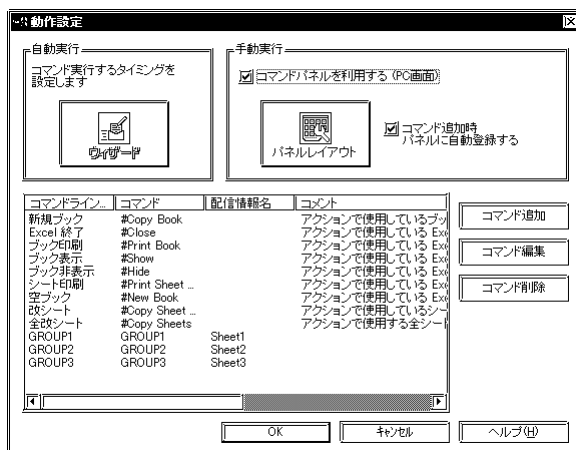 動作設定
自動実行
コマンド実行するタイミングを
設定します
ウィザード
手動実行
コマンドパネルを利用する (PC画面)
パネルレイアウト
コマンド追加時
パネルに自動登録する
コマンドライン... コマンド 配信情報名 コメント
新規ブック #Copy Book アクションで使用しているブッ
Excel 終了 #Close アクションで使用している Exc
ブック印刷 #Print Book アクションで使用している Exc
ブック表示 #Show アクションで使用している Exc
ブック非表示 #Hide アクションで使用している Exc
シート印刷 #Print Sheet ... アクションで使用している Exc
空ブック #New Book アクションで使用している Exc
改シート #Copy Sheet ... アクションで使用しているシー
全改シート #Copy Sheets アクションで使用する全シート
GROUP1 GROUP1 Sheet1
GROUP2 GROUP2 Sheet2
GROUP3 GROUP3 Sheet3
コマンド追加
コマンド編集
コマンド削除
OK キャンセル ヘルプ(H)